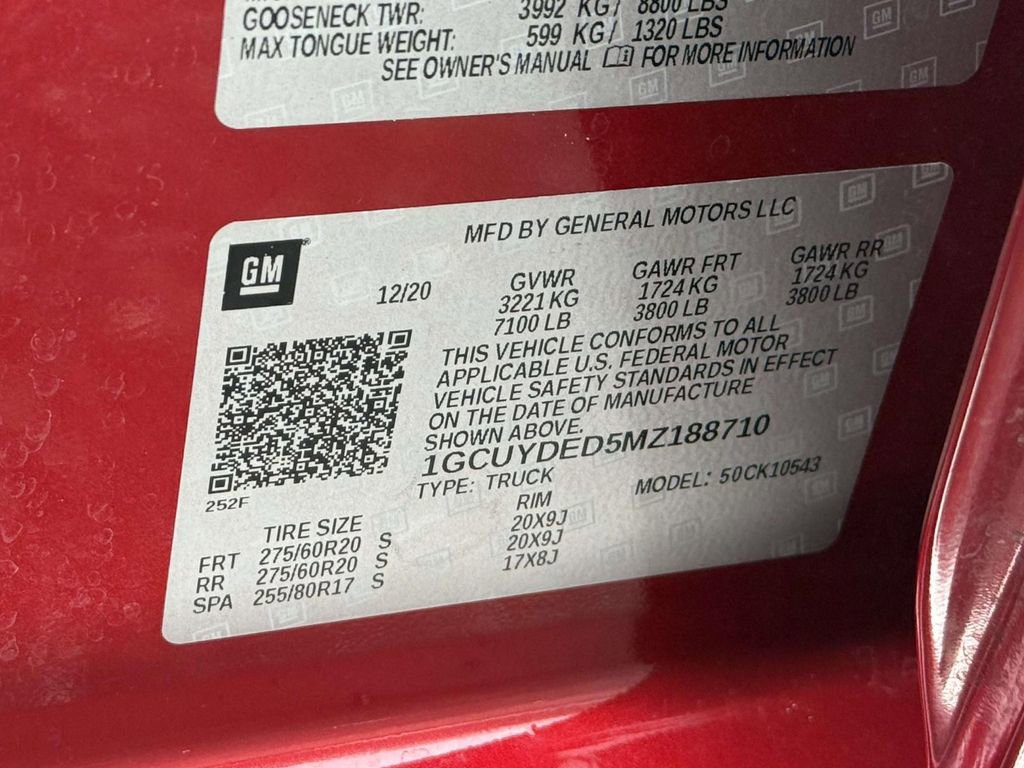 GOOSENECK TWR: 3992 KG / 8800 LBS
MAX TONGUE WEIGHT: 599 KG / 1320 LBS
SEE OWNER'S MANUAL FOR MORE INFORMATION
MFD BY GENERAL MOTORS LLC
GM
12/20
GVWR GAWR FRT GAWR RR
3221 KG 1724 KG 1724 KG
7100 LB 3800 LB 3800 LB
THIS VEHICLE CONFORMS TO ALL
APPLICABLE U.S. FEDERAL MOTOR
VEHICLE SAFETY STANDARDS IN EFFECT
ON THE DATE OF MANUFACTURE
SHOWN ABOVE.
1GCUYDED5MZ188710
TYPE: TRUCK MODEL: 50CK10543
252F
TIRE SIZE RIM
FRT 275/60R20 S 20X9J
RR 275/60R20 S 20X9J
SPA 255/80R17 S 17X8J